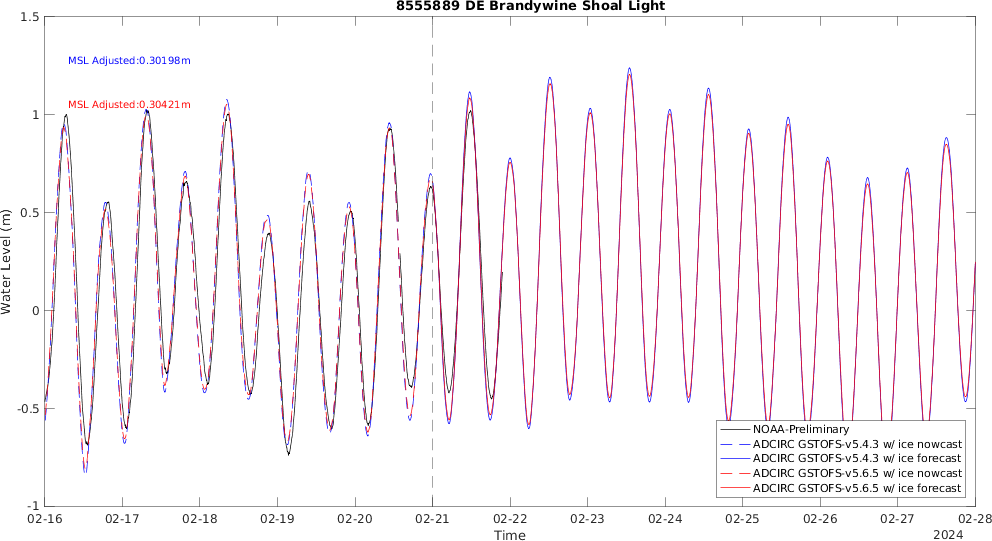 8555889 DE Brandywine Shoal Light
1.5
MSL Adjusted:0.30198m
MSL Adjusted:0.30421m
1
0.5
Water Level (m)
0
-0.5
NOAA-Preliminary
ADCIRC GSTOFS-v5.4.3 w/ ice nowcast
ADCIRC GSTOFS-v5.4.3 w/ ice forecast
ADCIRC GSTOFS-v5.6.5 w/ ice nowcast
ADCIRC GSTOFS-v5.6.5 w/ ice forecast
-1
02-16 02-17 02-18 02-19 02-20 02-21 02-22 02-23 02-24 02-25 02-26 02-27 02-28
Time
2024